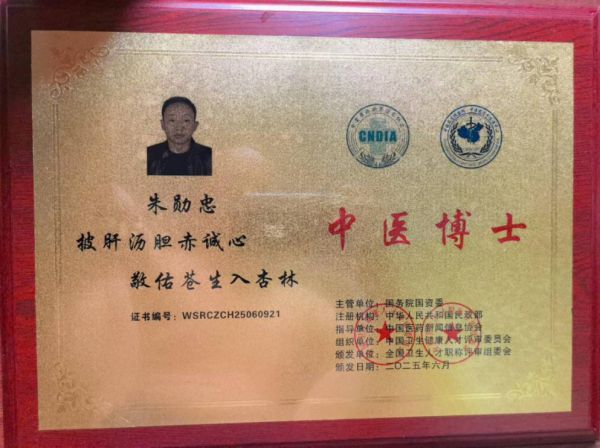 CNDIA
朱勋忠
披肝沥胆赤诚心
敬佑苍生入杏林
证书编号：WSRCZCH25060921
中医博士
主管单位：国务院国资委
注册机构：中华人民共和国民政部
指导单位：中国医药新闻信息协分
组织单位：中国卫生健康人才评审委员会
颁发单位：全国卫生人才职称评审组委会
颁发日期：二〇二五年六月